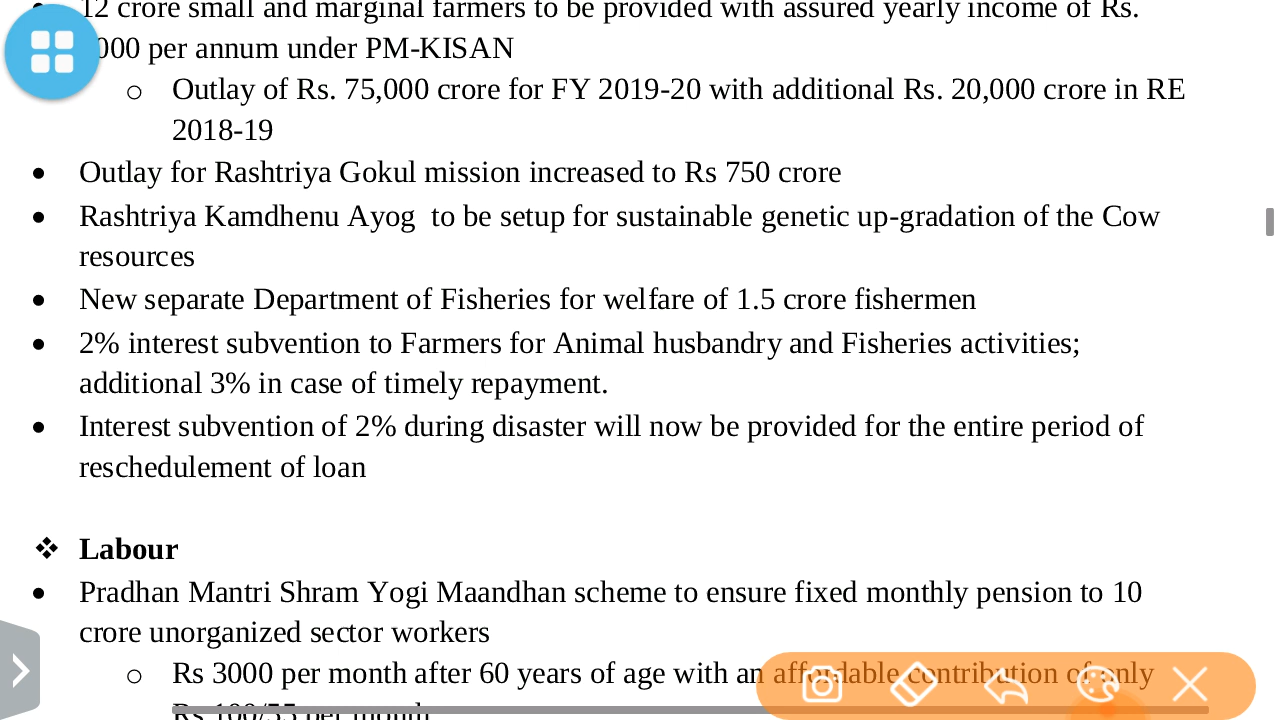 12 crore small and marginal farmers to be provided with assured yearly income of Rs.
000 per annum under PM-KISAN
o Outlay of Rs. 75,000 crore for FY 2019-20 with additional Rs. 20,000 crore in RE
2018-19
• Outlay for Rashtriya Gokul mission increased to Rs 750 crore
• Rashtriya Kamdhenu Ayog to be setup for sustainable genetic up-gradation of the Cow
resources
• New separate Department of Fisheries for welfare of 1.5 crore fishermen
• 2% interest subvention to Farmers for Animal husbandry and Fisheries activities;
additional 3% in case of timely repayment.
• Interest subvention of 2% during disaster will now be provided for the entire period of
reschedulement of loan
❖ Labour
• Pradhan Mantri Shram Yogi Maandhan scheme to ensure fixed monthly pension to 10
crore unorganized sector workers
o Rs 3000 per month after 60 years of age with an affordable contribution of only
Rs 100/55 per month